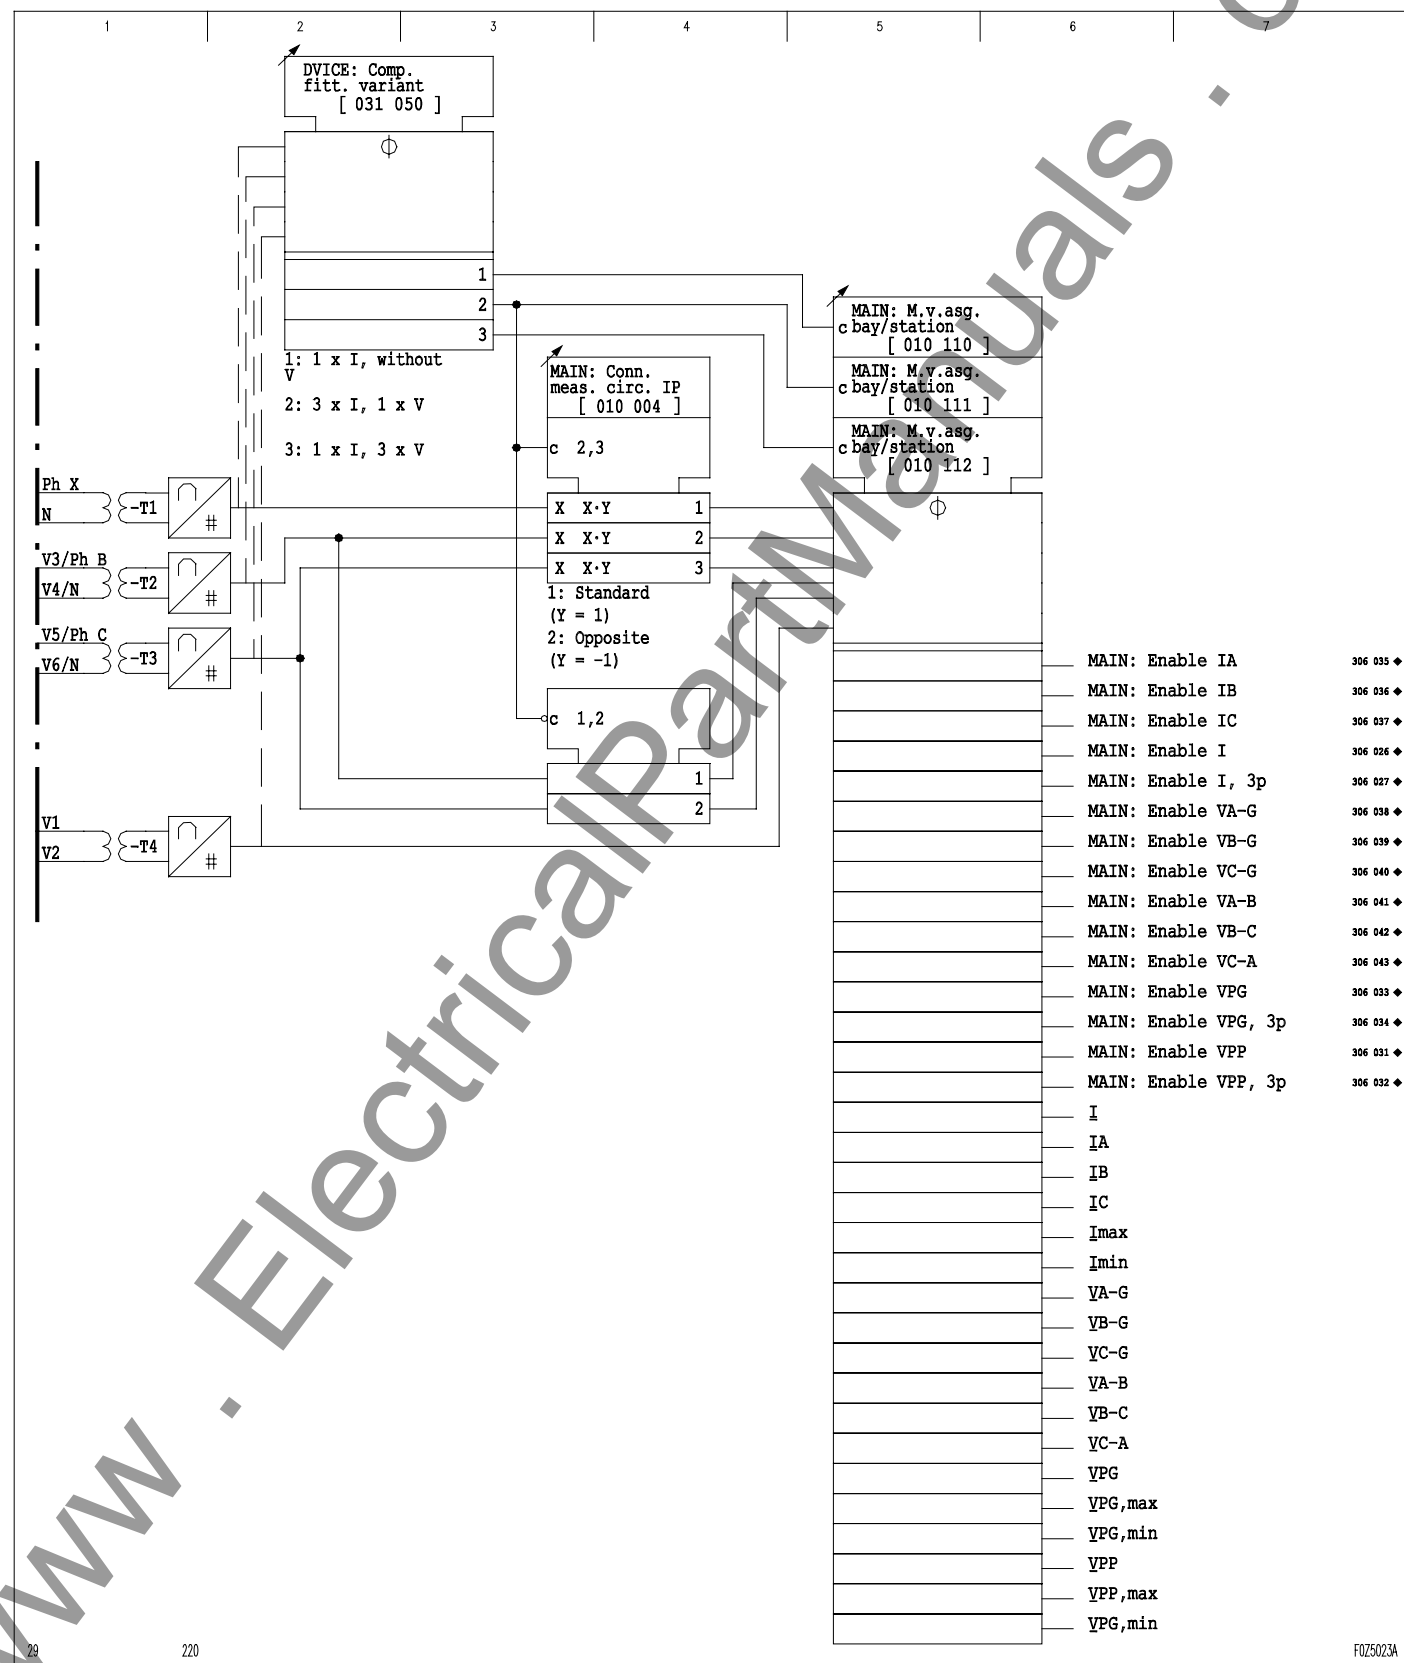 1 2 3 4 5 6 7
DVICE: Comp.
fitt. variant
[ 031 050 ]
1
2
3
1: 1 x I, without
V
2: 3 x I, 1 x V
3: 1 x I, 3 x V
MAIN: M.v.asg.
c bay/station
[ 010 110 ]
MAIN: M.v.asg.
c bay/station
[ 010 111 ]
MAIN: M.v.asg.
c bay/station
[ 010 112 ]
MAIN: Conn.
meas. circ. IP
[ 010 004 ]
c 2,3
X X·Y 1
X X·Y 2
X X·Y 3
1: Standard
(Y = 1)
2: Opposite
(Y = -1)
c 1,2
1
2
Ph X
N
-T1
#
V3/Ph B
V4/N
-T2
#
V5/Ph C
V6/N
-T3
#
V1
V2
-T4
#
MAIN: Enable IA 306 035 ◆
MAIN: Enable IB 306 036 ◆
MAIN: Enable IC 306 037 ◆
MAIN: Enable I 306 026 ◆
MAIN: Enable I, 3p 306 027 ◆
MAIN: Enable VA-G 306 038 ◆
MAIN: Enable VB-G 306 039 ◆
MAIN: Enable VC-G 306 040 ◆
MAIN: Enable VA-B 306 041 ◆
MAIN: Enable VB-C 306 042 ◆
MAIN: Enable VC-A 306 043 ◆
MAIN: Enable VPG 306 033 ◆
MAIN: Enable VPG, 3p 306 034 ◆
MAIN: Enable VPP 306 031 ◆
MAIN: Enable VPP, 3p 306 032 ◆
I
IA
IB
IC
Imax
Imin
VA-G
VB-G
VC-G
VA-B
VB-C
VC-A
VPG
VPG,max
VPG,min
VPP
VPP,max
VPG,min
29 220 F0Z5023A
www . ElectricalPartManuals . c